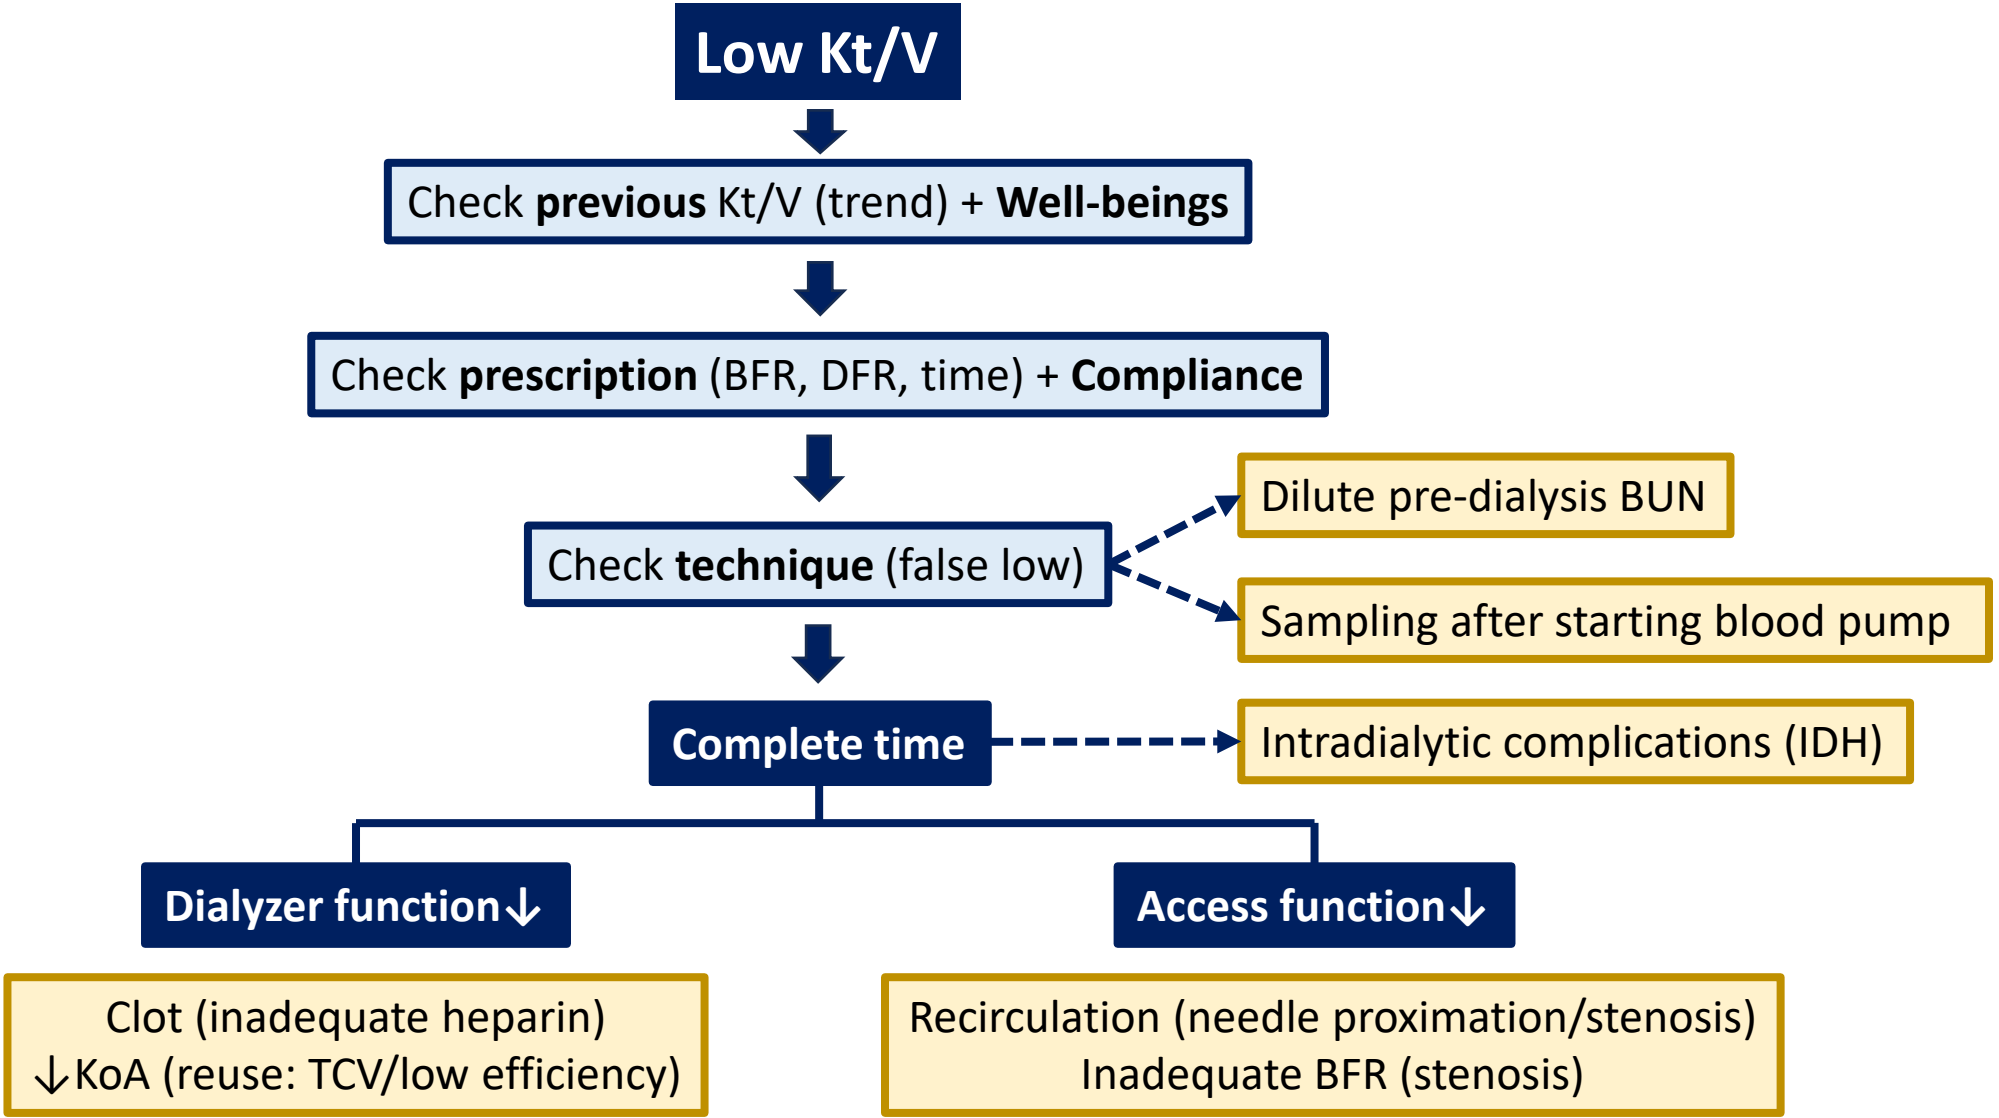 Low Kt/V
Check previous Kt/V (trend) + Well-beings
Check prescription (BFR, DFR, time) + Compliance
Check technique (false low)
Dilute pre-dialysis BUN
Sampling after starting blood pump
Complete time
Intradialytic complications (IDH)
Dialyzer function↓
Clot (inadequate heparin)
↓KoA (reuse: TCV/low efficiency)
Access function↓
Recirculation (needle proximation/stenosis)
Inadequate BFR (stenosis)